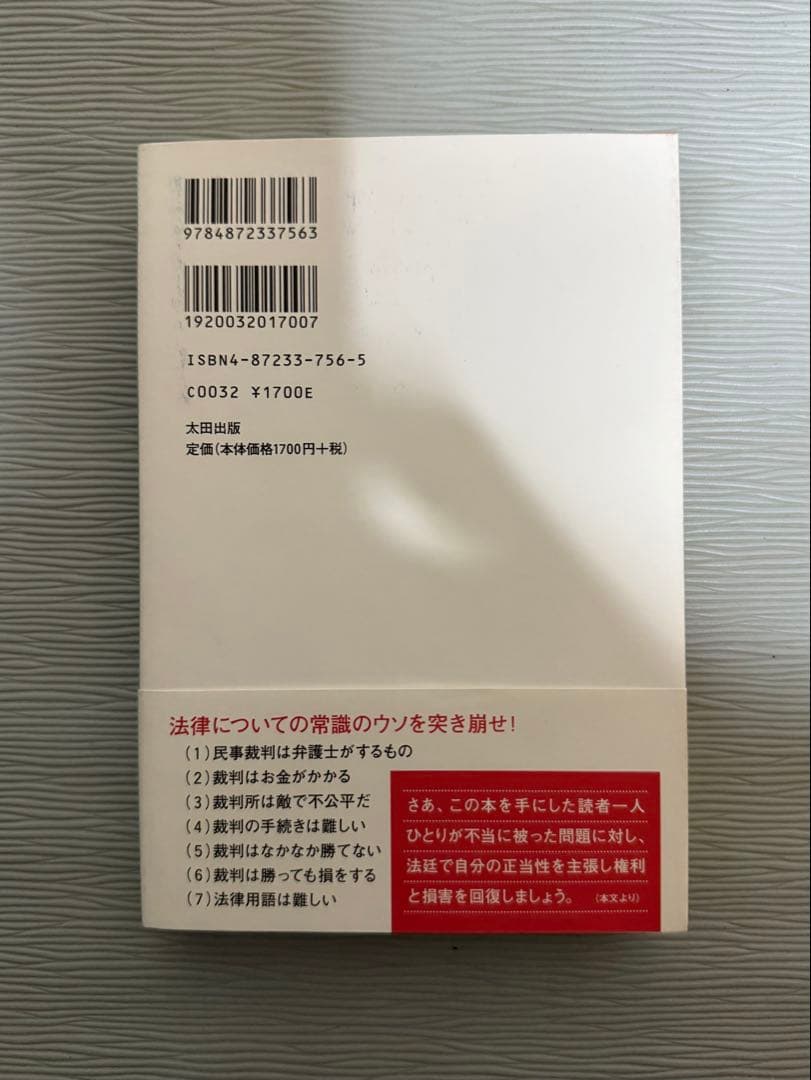 9784872337563
1920032017007
ISBN4-87233-756-5
C0032 ¥1700E
太田出版
定価(本体価格1700円+税)
法律についての常識のウソを突き崩せ!
(1)民事裁判は弁護士がするもの
(2)裁判はお金がかかる
(3)裁判所は敵で不公平だ
(4)裁判の手続きは難しい
(5)裁判はなかなか勝てない
(6)裁判は勝っても損をする
(7)法律用語は難しい
さあ、この本を手にした読者一人
ひとりが不当に被った問題に対し、
法廷で自分の正当性を主張し権利
と損害を回復しましょう。 (本文より)